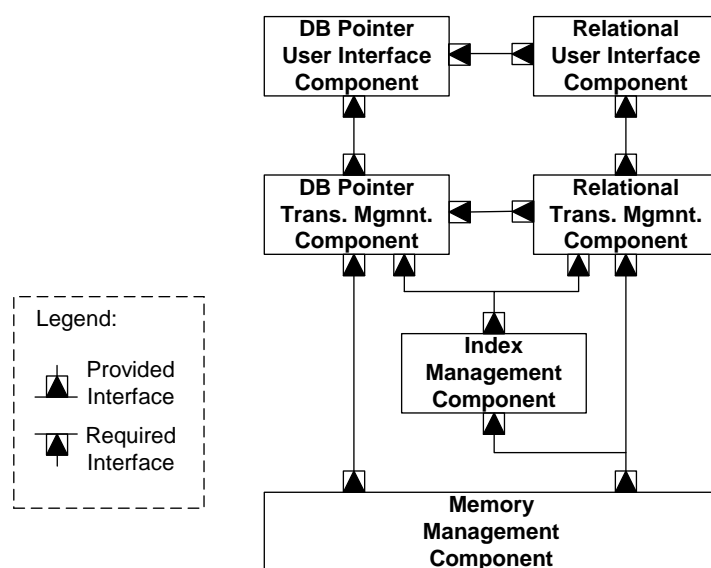 DB Pointer
User Interface
Component
Relational
User Interface
Component
DB Pointer
Trans. Mgmnt.
Component
Relational
Trans. Mgmnt.
Component
Legend:
Provided
Interface
Required
Interface
Index
Management
Component
Memory
Management
Component